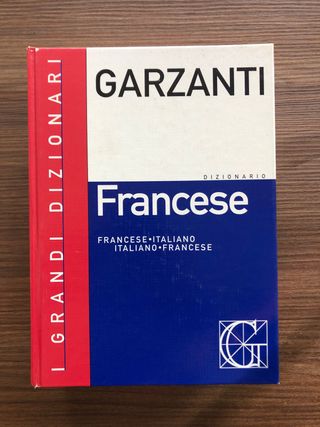 I GRANDI DIZIONARI
GARZANTI
DIZIONARIO
Francese
FRANCESE•ITALIANO
ITALIANO•FRANCESE
G